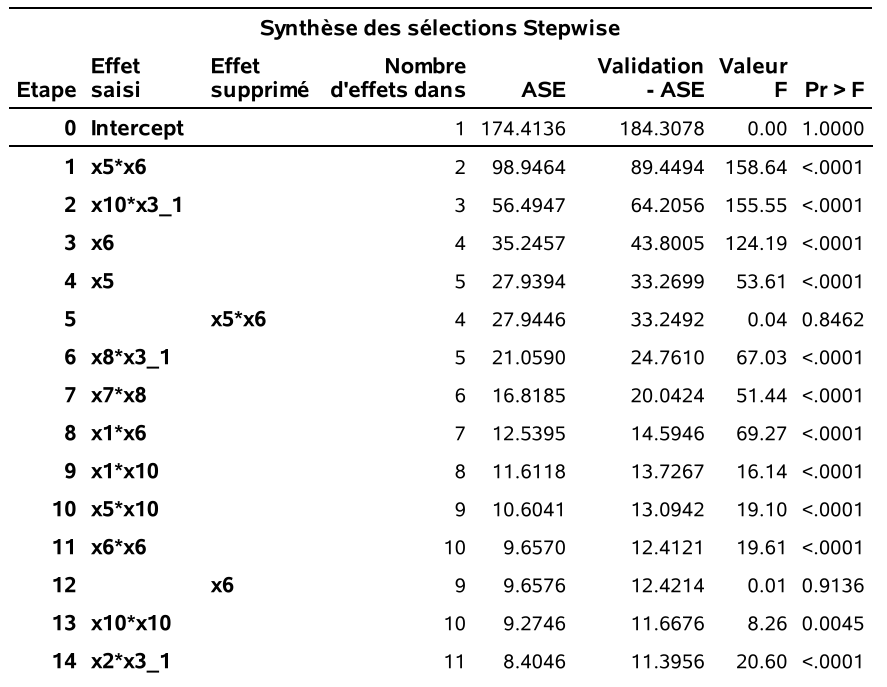 Synthèse des sélections Stepwise
Effet Effet Nombre Validation Valeur
Etape saisi supprimé d'effets dans ASE - ASE F Pr > F
0 Intercept 1 174.4136 184.3078 0.00 1.0000
1 x5*x6 2 98.9464 89.4494 158.64 <.0001
2 x10*x3_1 3 56.4947 64.2056 155.55 <.0001
3 x6 4 35.2457 43.8005 124.19 <.0001
4 x5 5 27.9394 33.2699 53.61 <.0001
5 x5*x6 4 27.9446 33.2492 0.04 0.8462
6 x8*x3_1 5 21.0590 24.7610 67.03 <.0001
7 x7*x8 6 16.8185 20.0424 51.44 <.0001
8 x1*x6 7 12.5395 14.5946 69.27 <.0001
9 x1*x10 8 11.6118 13.7267 16.14 <.0001
10 x5*x10 9 10.6041 13.0942 19.10 <.0001
11 x6*x6 10 9.6570 12.4121 19.61 <.0001
12 x6 9 9.6576 12.4214 0.01 0.9136
13 x10*x10 10 9.2746 11.6676 8.26 0.0045
14 x2*x3_1 11 8.4046 11.3956 20.60 <.0001